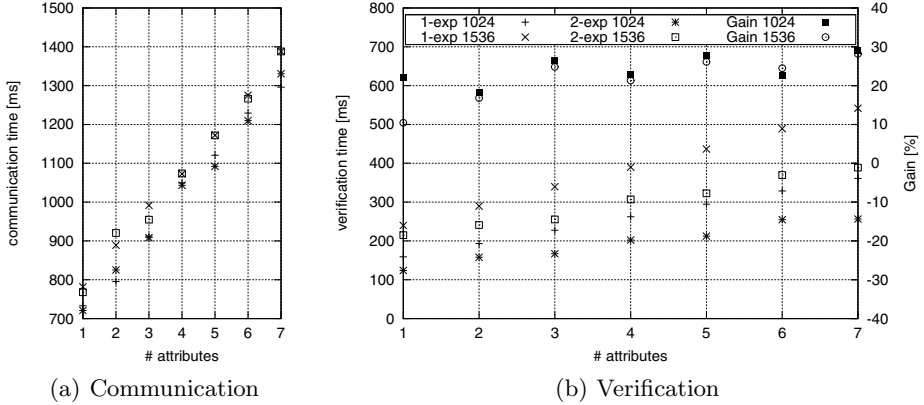 1500
1400
1300
1200
1100
1000
900
800
700
communication time [ms]
1 2 3 4 5 6 7
# attributes
(a) Communication
800
700
600
500
400
300
200
100
0
verification time [ms]
1-exp 1024 2-exp 1024 Gain 1024
1-exp 1536 2-exp 1536 Gain 1536
40
30
20
10
0
-10
-20
-30
-40
Gain [%]
1 2 3 4 5 6 7
# attributes
(b) Verification